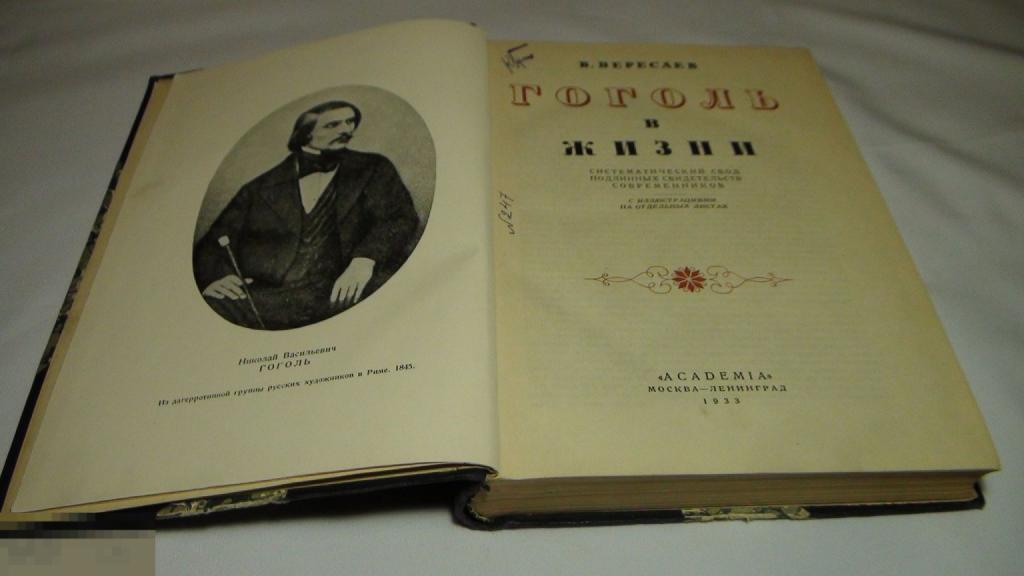 Николай Васильевич
ГОГОЛЬ
Из дагерротипной группы русских художников в Риме. 1845.
В. ВЕРЕСАЕВ
ГОГОЛЬ
В
ЖИЗНИ
СИСТЕМАТИЧЕСКИЙ СВОД
ПОДЛИННЫХ СВИДЕТЕЛЬСТВ
СОВРЕМЕННИКОВ
С ИЛЛЮСТРАЦИЯМИ
НА ОТДЕЛЬНЫХ ЛИСТАХ
№247
«ACADEMIA»
МОСКВА—ЛЕНИНГРАД
1933